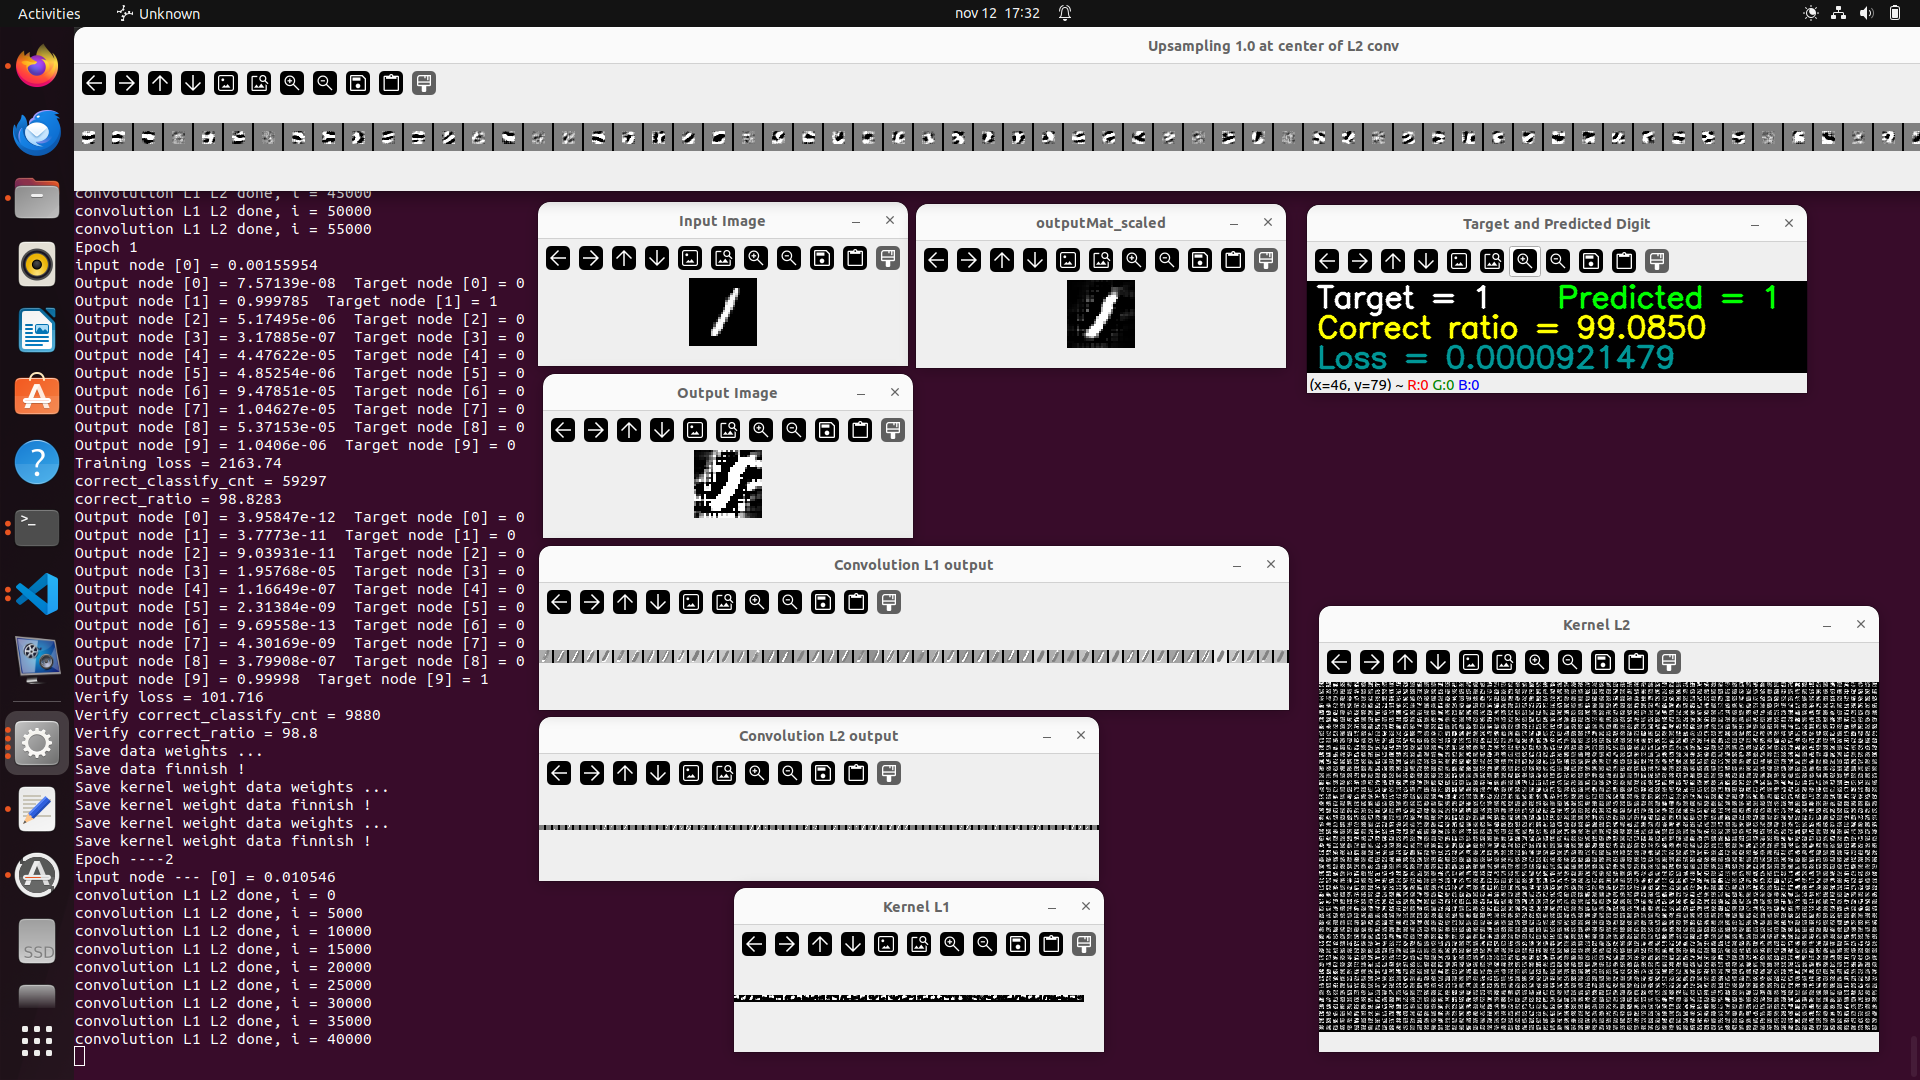 Activities
Unknown
nov 12 17:32
Upsampling 1.0 at center of L2 conv
convolution L1 L2 done, i = 45000
convolution L1 L2 done, i = 50000
convolution L1 L2 done, i = 55000
Epoch 1
input node [0] = 0.00155954
Output node [0] = 7.57139e-08  Target node [0] = 0
Output node [1] = 0.999785  Target node [1] = 1
Output node [2] = 5.17495e-06  Target node [2] = 0
Output node [3] = 3.17885e-07  Target node [3] = 0
Output node [4] = 4.47622e-05  Target node [4] = 0
Output node [5] = 4.85254e-06  Target node [5] = 0
Output node [6] = 9.47851e-05  Target node [6] = 0
Output node [7] = 1.04627e-05  Target node [7] = 0
Output node [8] = 5.37153e-05  Target node [8] = 0
Output node [9] = 1.0406e-06  Target node [9] = 0
Training loss = 2163.74
correct_classify_cnt = 59297
correct_ratio = 98.8283
Output node [0] = 3.95847e-12  Target node [0] = 0
Output node [1] = 3.7773e-11  Target node [1] = 0
Output node [2] = 9.03931e-11  Target node [2] = 0
Output node [3] = 1.95768e-05  Target node [3] = 0
Output node [4] = 1.16649e-07  Target node [4] = 0
Output node [5] = 2.31384e-09  Target node [5] = 0
Output node [6] = 9.69558e-13  Target node [6] = 0
Output node [7] = 4.30169e-09  Target node [7] = 0
Output node [8] = 3.79908e-07  Target node [8] = 0
Output node [9] = 0.99998  Target node [9] = 1
Verify loss = 101.716
Verify correct_classify_cnt = 9880
Verify correct_ratio = 98.8
Save data weights ...
Save data finnish !
Save kernel weight data weights ...
Save kernel weight data finnish !
Save kernel weight data weights ...
Save kernel weight data finnish !
Epoch ----2
input node --- [0] = 0.010546
convolution L1 L2 done, i = 0
convolution L1 L2 done, i = 5000
convolution L1 L2 done, i = 10000
convolution L1 L2 done, i = 15000
convolution L1 L2 done, i = 20000
convolution L1 L2 done, i = 25000
convolution L1 L2 done, i = 30000
convolution L1 L2 done, i = 35000
convolution L1 L2 done, i = 40000
Input Image
outputMat_scaled
Target and Predicted Digit
Target = 1  Predicted = 1
Correct ratio = 99.0850
Loss = 0.0000921479
(x=46, y=79) ~ R:0 G:0 B:0
Output Image
Convolution L1 output
Convolution L2 output
Kernel L1
Kernel L2
SSD